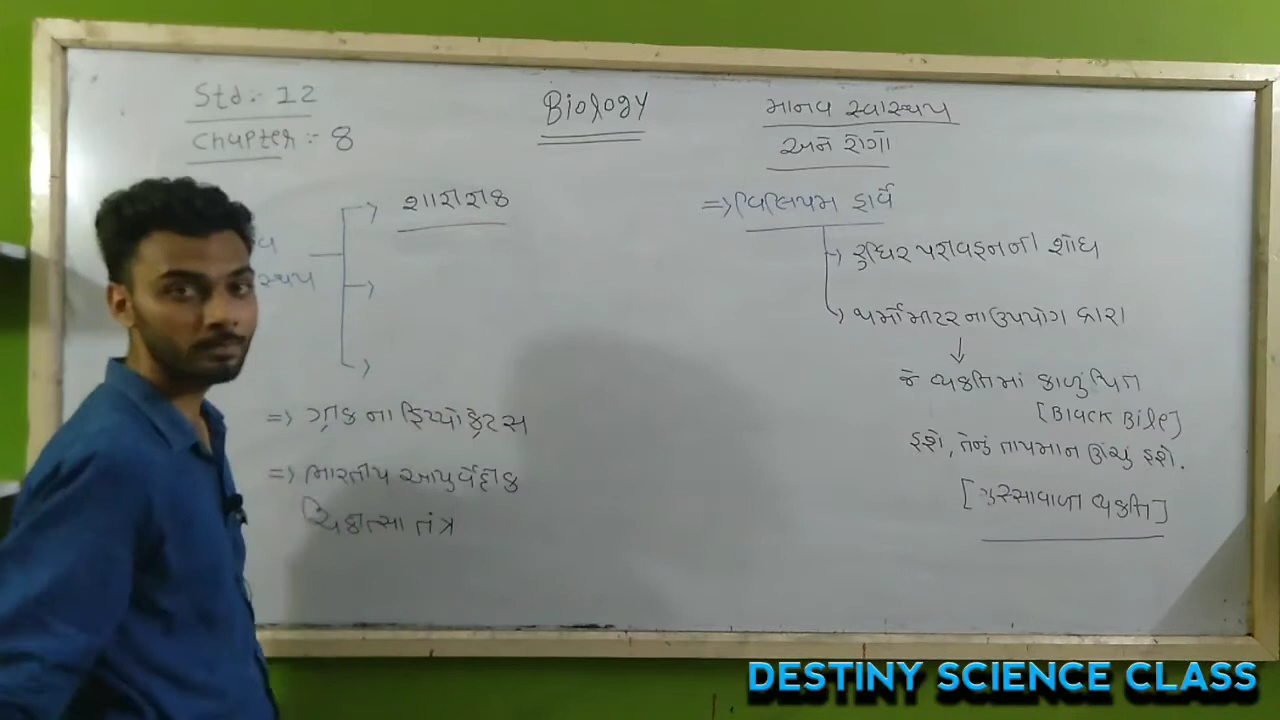 Std :- 12
Chapter :- 8
Biology
માનવ સ્વાસ્થ્ય
અને રોગો
શારીરિક
સ્થ્ય
=> ગ્રીક ના હિપ્પોક્રેટસ
=> ભારતીય આયુર્વેદીક
ચિકિત્સા તંત્ર
=> વિલિયમ હાર્વે
રુધિર પરીવહનની શોધ
થર્મોમીટરના ઉપયોગ દ્વારા
જે વ્યક્તિમાં કાળું પિત્ત
[Black Bile]
હશે, તેનું તાપમાન ઊંચું હશે.
[ગુસ્સાવાળા વ્યક્તિ]
DESTINY SCIENCE CLASS